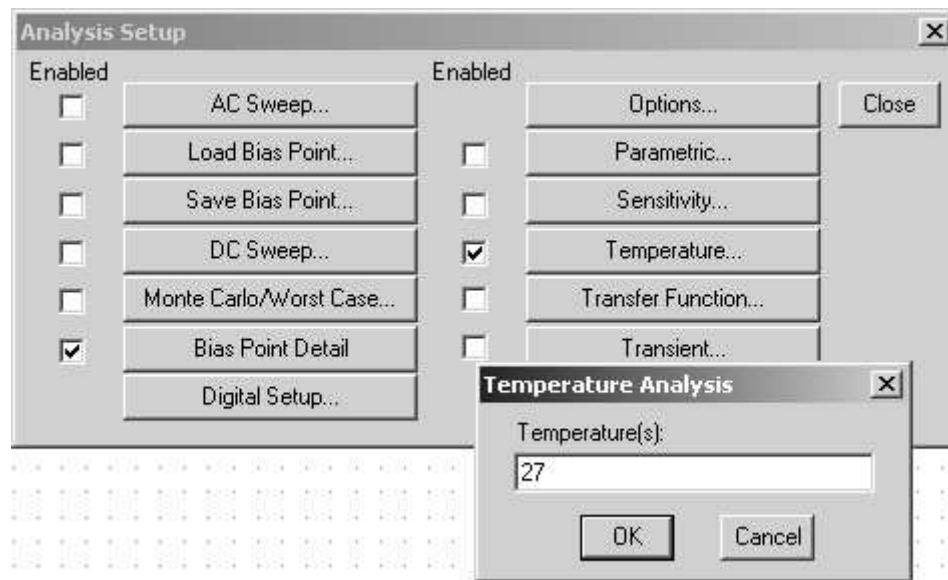 Analysis Setup
Enabled
Enabled
AC Sweep...
Options...
Close
Load Bias Point...
Parametric...
Save Bias Point...
Sensitivity...
DC Sweep...
Temperature...
Monte Carlo/Worst Case...
Transfer Function...
Bias Point Detail
Transient...
Digital Setup...
Temperature Analysis
Temperature(s):
27
OK
Cancel